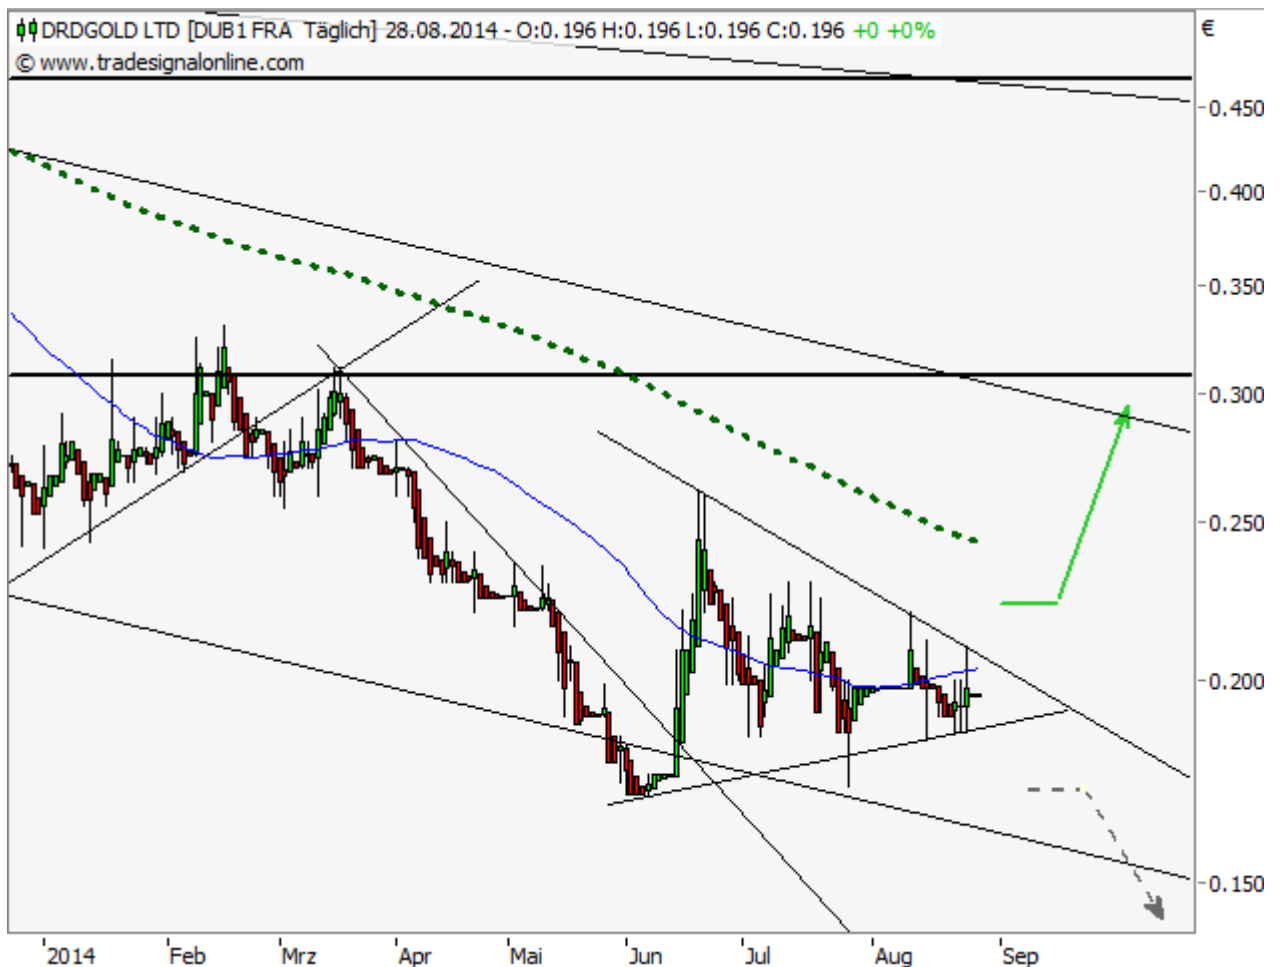 DRDGOLD LTD [DUB1 FRA Täglich] 28.08.2014 - O:0.196 H:0.196 L:0.196 C:0.196 +0 +0% €
© www.tradesignalonline.com
0.450
0.400
0.350
0.300
0.250
0.200
0.150
2014 Feb Mrz Apr Mai Jun Jul Aug Sep